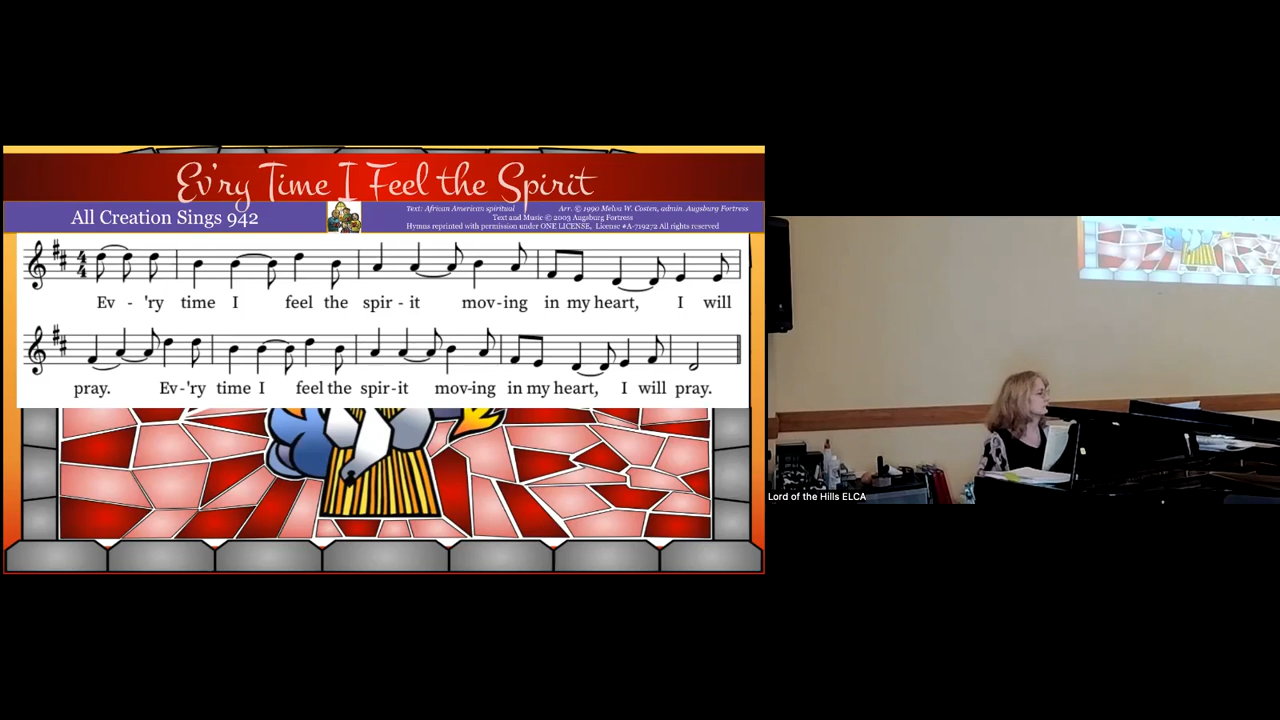 Ev'ry Time I Feel the Spirit
All Creation Sings 942
Text: African American spiritual
Arr. © 1990 Melva W. Costen, admin. Augsburg Fortress
Text and Music © 2003 Augsburg Fortress
Hymns reprinted with permission under ONE LICENSE, License #A-719272 All rights reserved
Ev - 'ry time I feel the spir - it mov - ing in my heart, I will
pray. Ev - 'ry time I feel the spir - it mov - ing in my heart, I will pray.
Lord of the Hills ELCA